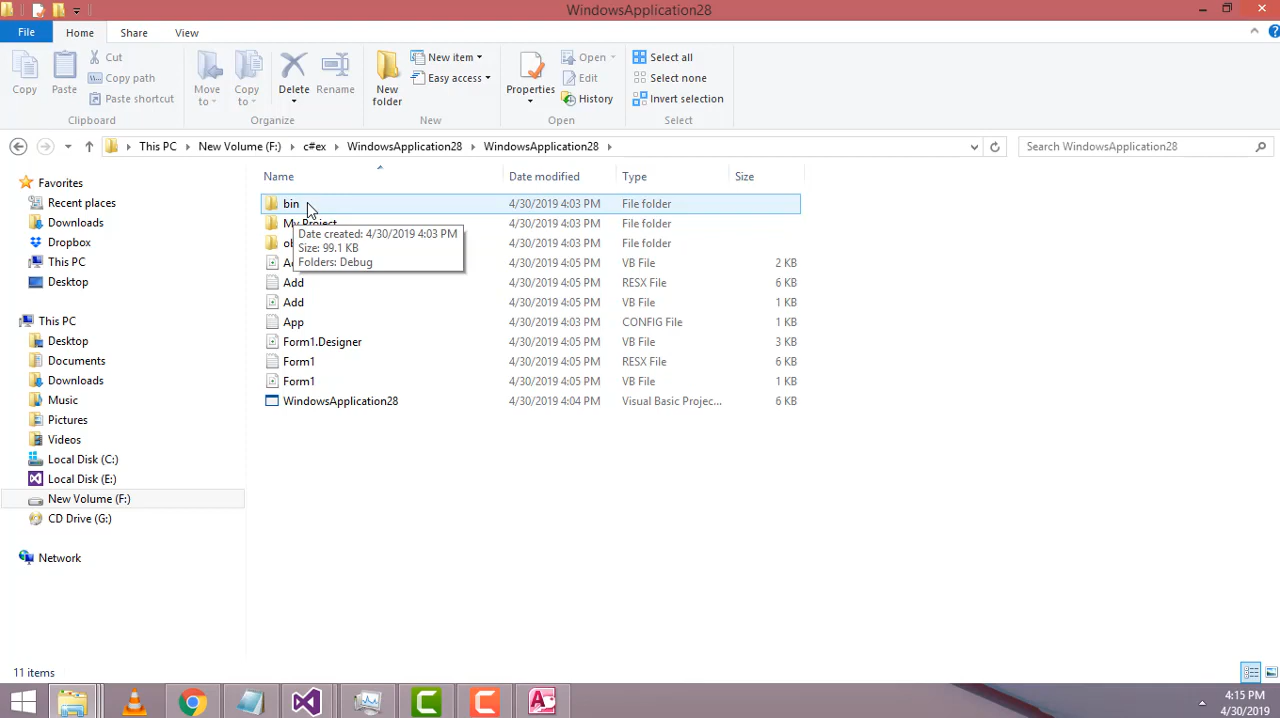 WindowsApplication28
File Home Share View
Copy
Paste
Cut
Copy path
Paste shortcut
Clipboard
Move to
Copy to
Delete
Rename
Organize
New folder
New item
Easy access
New
Properties
Open
Edit
History
Open
Select all
Select none
Invert selection
Select
This PC New Volume (F:) c#ex WindowsApplication28 WindowsApplication28
Search WindowsApplication28
Favorites
Recent places
Downloads
Dropbox
This PC
Desktop
This PC
Desktop
Documents
Downloads
Music
Pictures
Videos
Local Disk (C:)
Local Disk (E:)
New Volume (F:)
CD Drive (G:)
Network
Name Date modified Type Size
bin 4/30/2019 4:03 PM File folder
My Project 4/30/2019 4:03 PM File folder
4/30/2019 4:03 PM File folder
4/30/2019 4:05 PM VB File 2 KB
Add 4/30/2019 4:05 PM RESX File 6 KB
Add 4/30/2019 4:05 PM VB File 1 KB
App 4/30/2019 4:03 PM CONFIG File 1 KB
Form1.Designer 4/30/2019 4:05 PM VB File 3 KB
Form1 4/30/2019 4:05 PM RESX File 6 KB
Form1 4/30/2019 4:05 PM VB File 1 KB
WindowsApplication28 4/30/2019 4:04 PM Visual Basic Projec... 6 KB
Date created: 4/30/2019 4:03 PM
Size: 99.1 KB
Folders: Debug
11 items
4:15 PM
4/30/2019